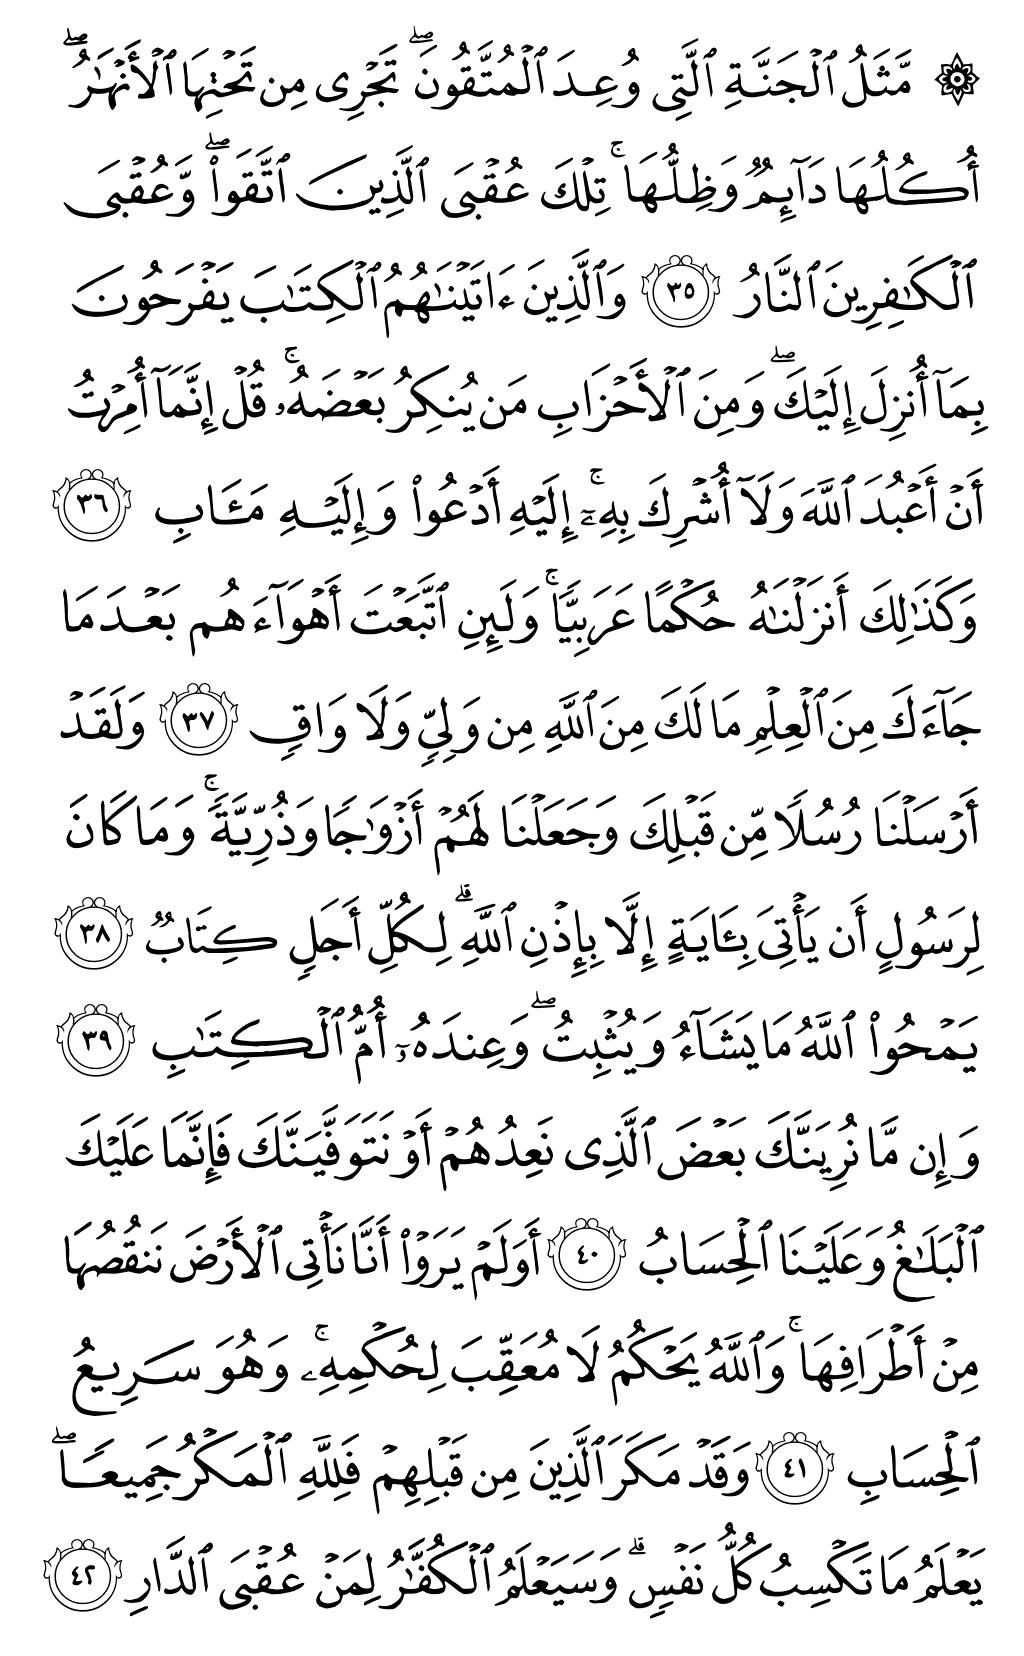 ۞ مَّثَلُ ٱلۡجَنَّةِ ٱلَّتِي وُعِدَ ٱلۡمُتَّقُونَۖ تَجۡرِي مِن تَحۡتِهَا ٱلۡأَنۡهَٰرُۖ
أُكُلُهَا دَآئِمٞ وَظِلُّهَاۚ تِلۡكَ عُقۡبَى ٱلَّذِينَ ٱتَّقَواْۖ وَّعُقۡبَى
ٱلۡكَٰفِرِينَ ٱلنَّارُ ٣٥ وَٱلَّذِينَ ءَاتَيۡنَٰهُمُ ٱلۡكِتَٰبَ يَفۡرَحُونَ
بِمَآ أُنزِلَ إِلَيۡكَۖ وَمِنَ ٱلۡأَحۡزَابِ مَن يُنكِرُ بَعۡضَهُۥۚ قُلۡ إِنَّمَآ أُمِرۡتُ
أَنۡ أَعۡبُدَ ٱللَّهَ وَلَآ أُشۡرِكَ بِهِۦٓۚ إِلَيۡهِ أَدۡعُواْ وَإِلَيۡهِ مَـَٔابِ ٣٦
وَكَذَٰلِكَ أَنزَلۡنَٰهُ حُكۡمًا عَرَبِيّٗاۚ وَلَئِنِ ٱتَّبَعۡتَ أَهۡوَآءَهُم بَعۡدَ مَا
جَآءَكَ مِنَ ٱلۡعِلۡمِ مَا لَكَ مِنَ ٱللَّهِ مِن وَلِيّٖ وَلَا وَاقٖ ٣٧ وَلَقَدۡ
أَرۡسَلۡنَا رُسُلٗا مِّن قَبۡلِكَ وَجَعَلۡنَا لَهُمۡ أَزۡوَٰجٗا وَذُرِّيَّةٗۚ وَمَا كَانَ
لِرَسُولٍ أَن يَأۡتِيَ بِـَٔايَةٍ إِلَّا بِإِذۡنِ ٱللَّهِۗ لِكُلِّ أَجَلٖ كِتَابٞ ٣٨
يَمۡحُواْ ٱللَّهُ مَا يَشَآءُ وَيُثۡبِتُۖ وَعِندَهُۥٓ أُمُّ ٱلۡكِتَٰبِ ٣٩
وَإِن مَّا نُرِيَنَّكَ بَعۡضَ ٱلَّذِي نَعِدُهُمۡ أَوۡ نَتَوَفَّيَنَّكَ فَإِنَّمَا عَلَيۡكَ
ٱلۡبَلَٰغُ وَعَلَيۡنَا ٱلۡحِسَابُ ٤٠ أَوَلَمۡ يَرَوۡاْ أَنَّا نَأۡتِي ٱلۡأَرۡضَ نَنقُصُهَا
مِنۡ أَطۡرَافِهَاۚ وَٱللَّهُ يَحۡكُمُ لَا مُعَقِّبَ لِحُكۡمِهِۦۚ وَهُوَ سَرِيعُ
ٱلۡحِسَابِ ٤١ وَقَدۡ مَكَرَ ٱلَّذِينَ مِن قَبۡلِهِمۡ فَلِلَّهِ ٱلۡمَكۡرُ جَمِيعٗاۖ
يَعۡلَمُ مَا تَكۡسِبُ كُلُّ نَفۡسٖۗ وَسَيَعۡلَمُ ٱلۡكُفَّٰرُ لِمَنۡ عُقۡبَى ٱلدَّارِ ٤٢